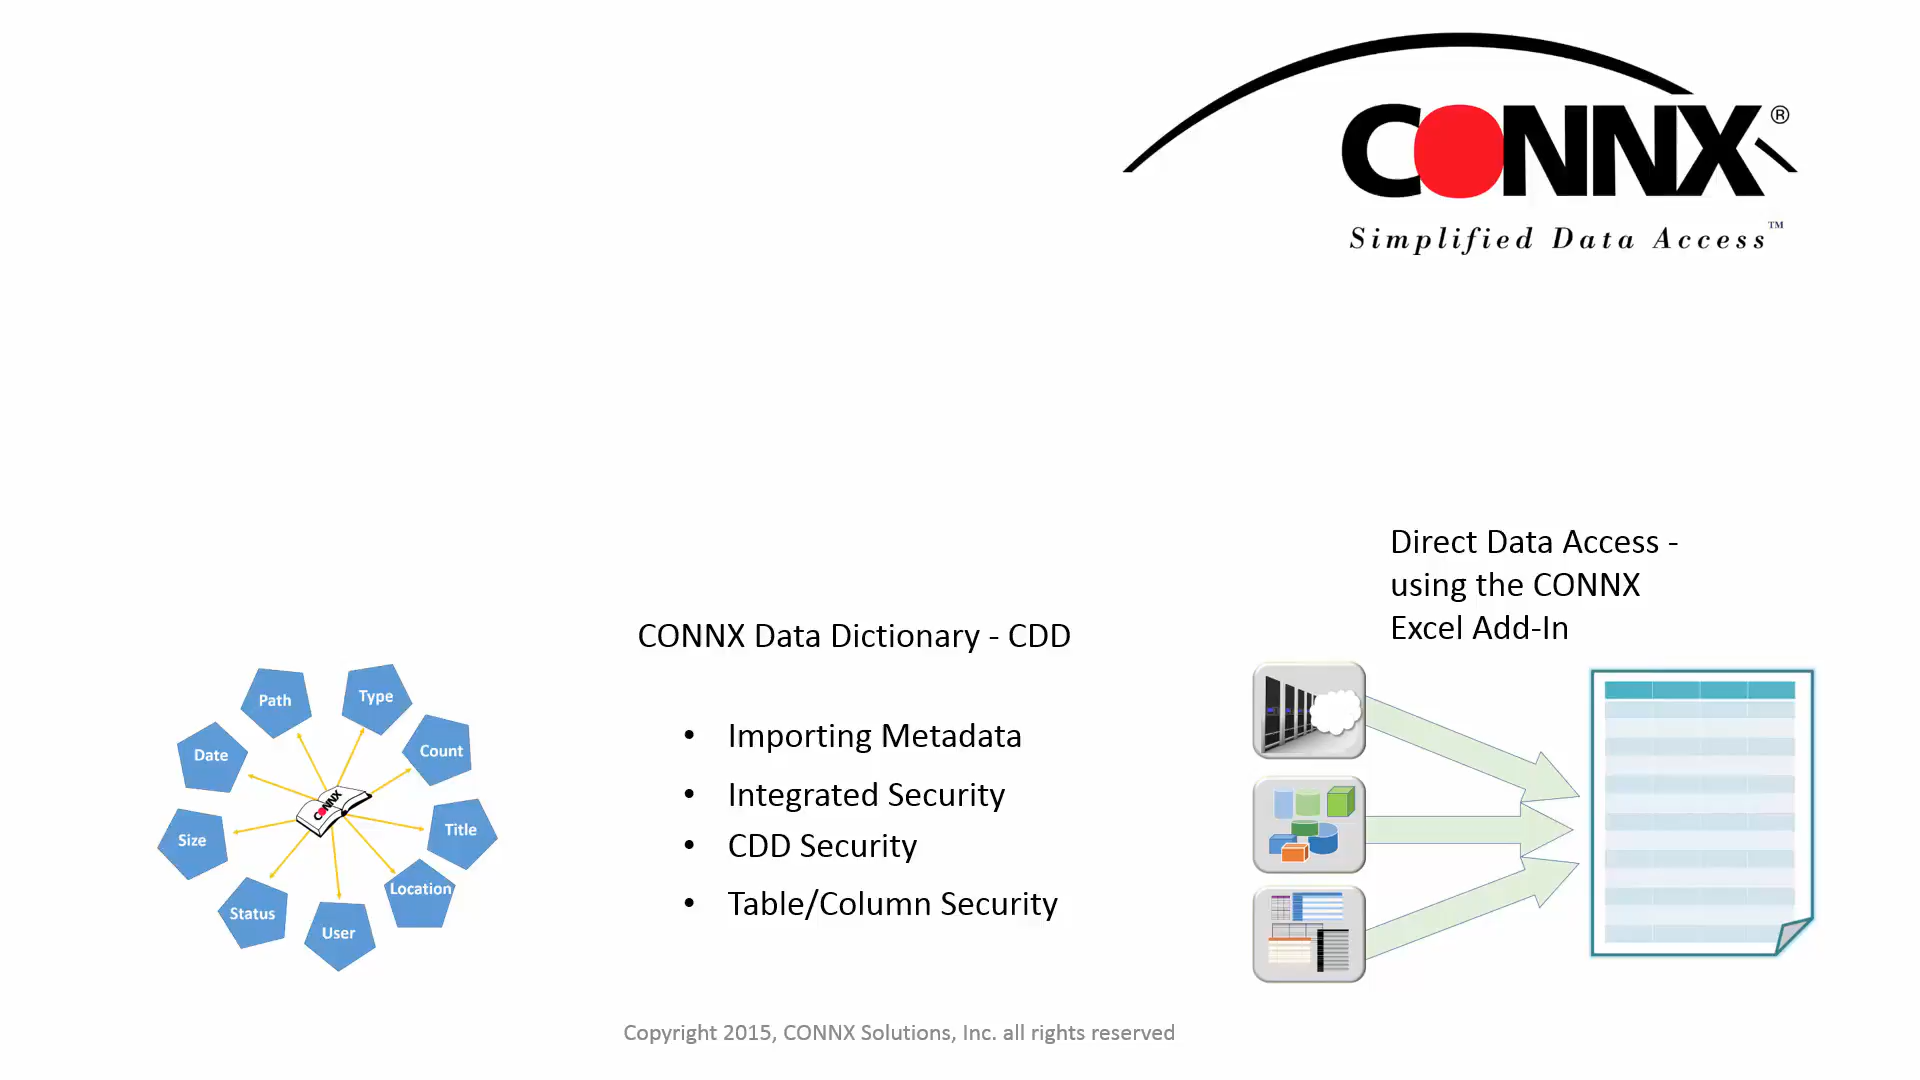 CONNX®
Simplified Data Access™
Direct Data Access -
using the CONNX
Excel Add-In
CONNX Data Dictionary - CDD
• Importing Metadata
• Integrated Security
• CDD Security
• Table/Column Security
Path
Type
Date
Count
Size
CONNX
Title
Status
Location
User
Copyright 2015, CONNX Solutions, Inc. all rights reserved